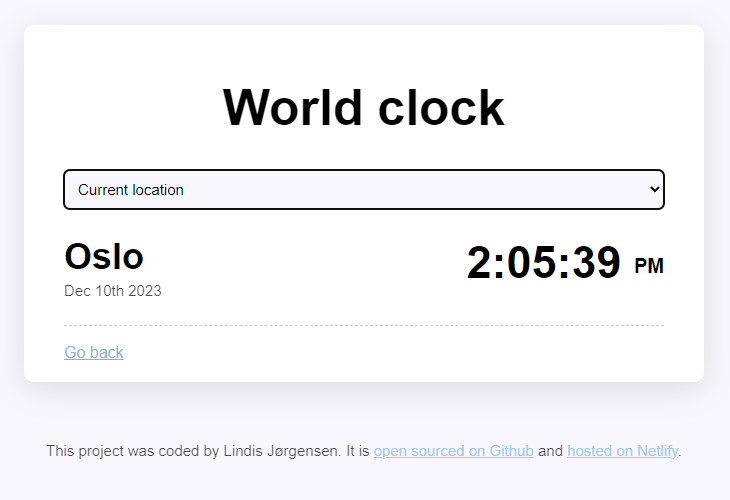 World clock
Current location
Oslo
2:05:39 PM
Dec 10th 2023
Go back
This project was coded by Lindis Jørgensen. It is open sourced on Github and hosted on Netlify.